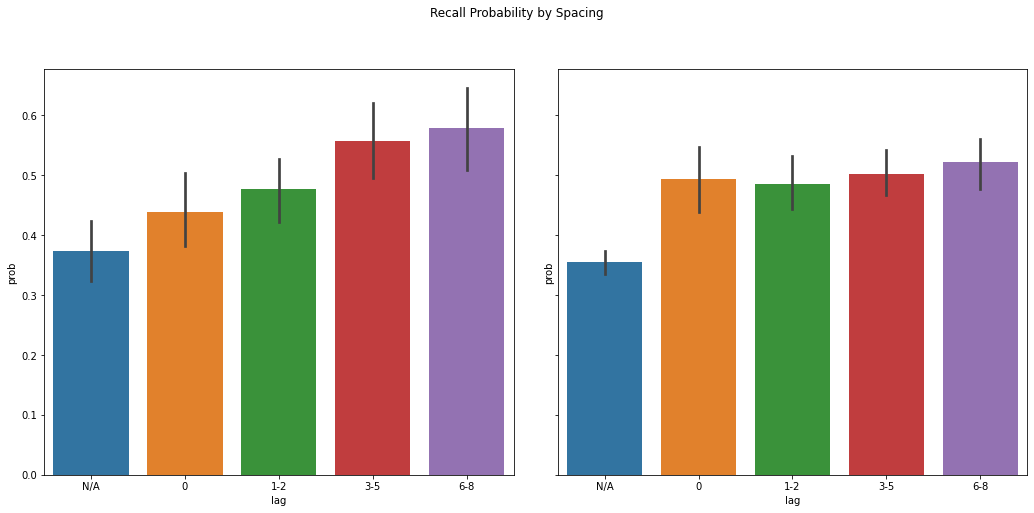 Recall Probability by Spacing
prob
0.6
0.5
0.4
0.3
0.2
0.1
0.0
N/A 0 1-2 3-5 6-8
lag
prob
N/A 0 1-2 3-5 6-8
lag